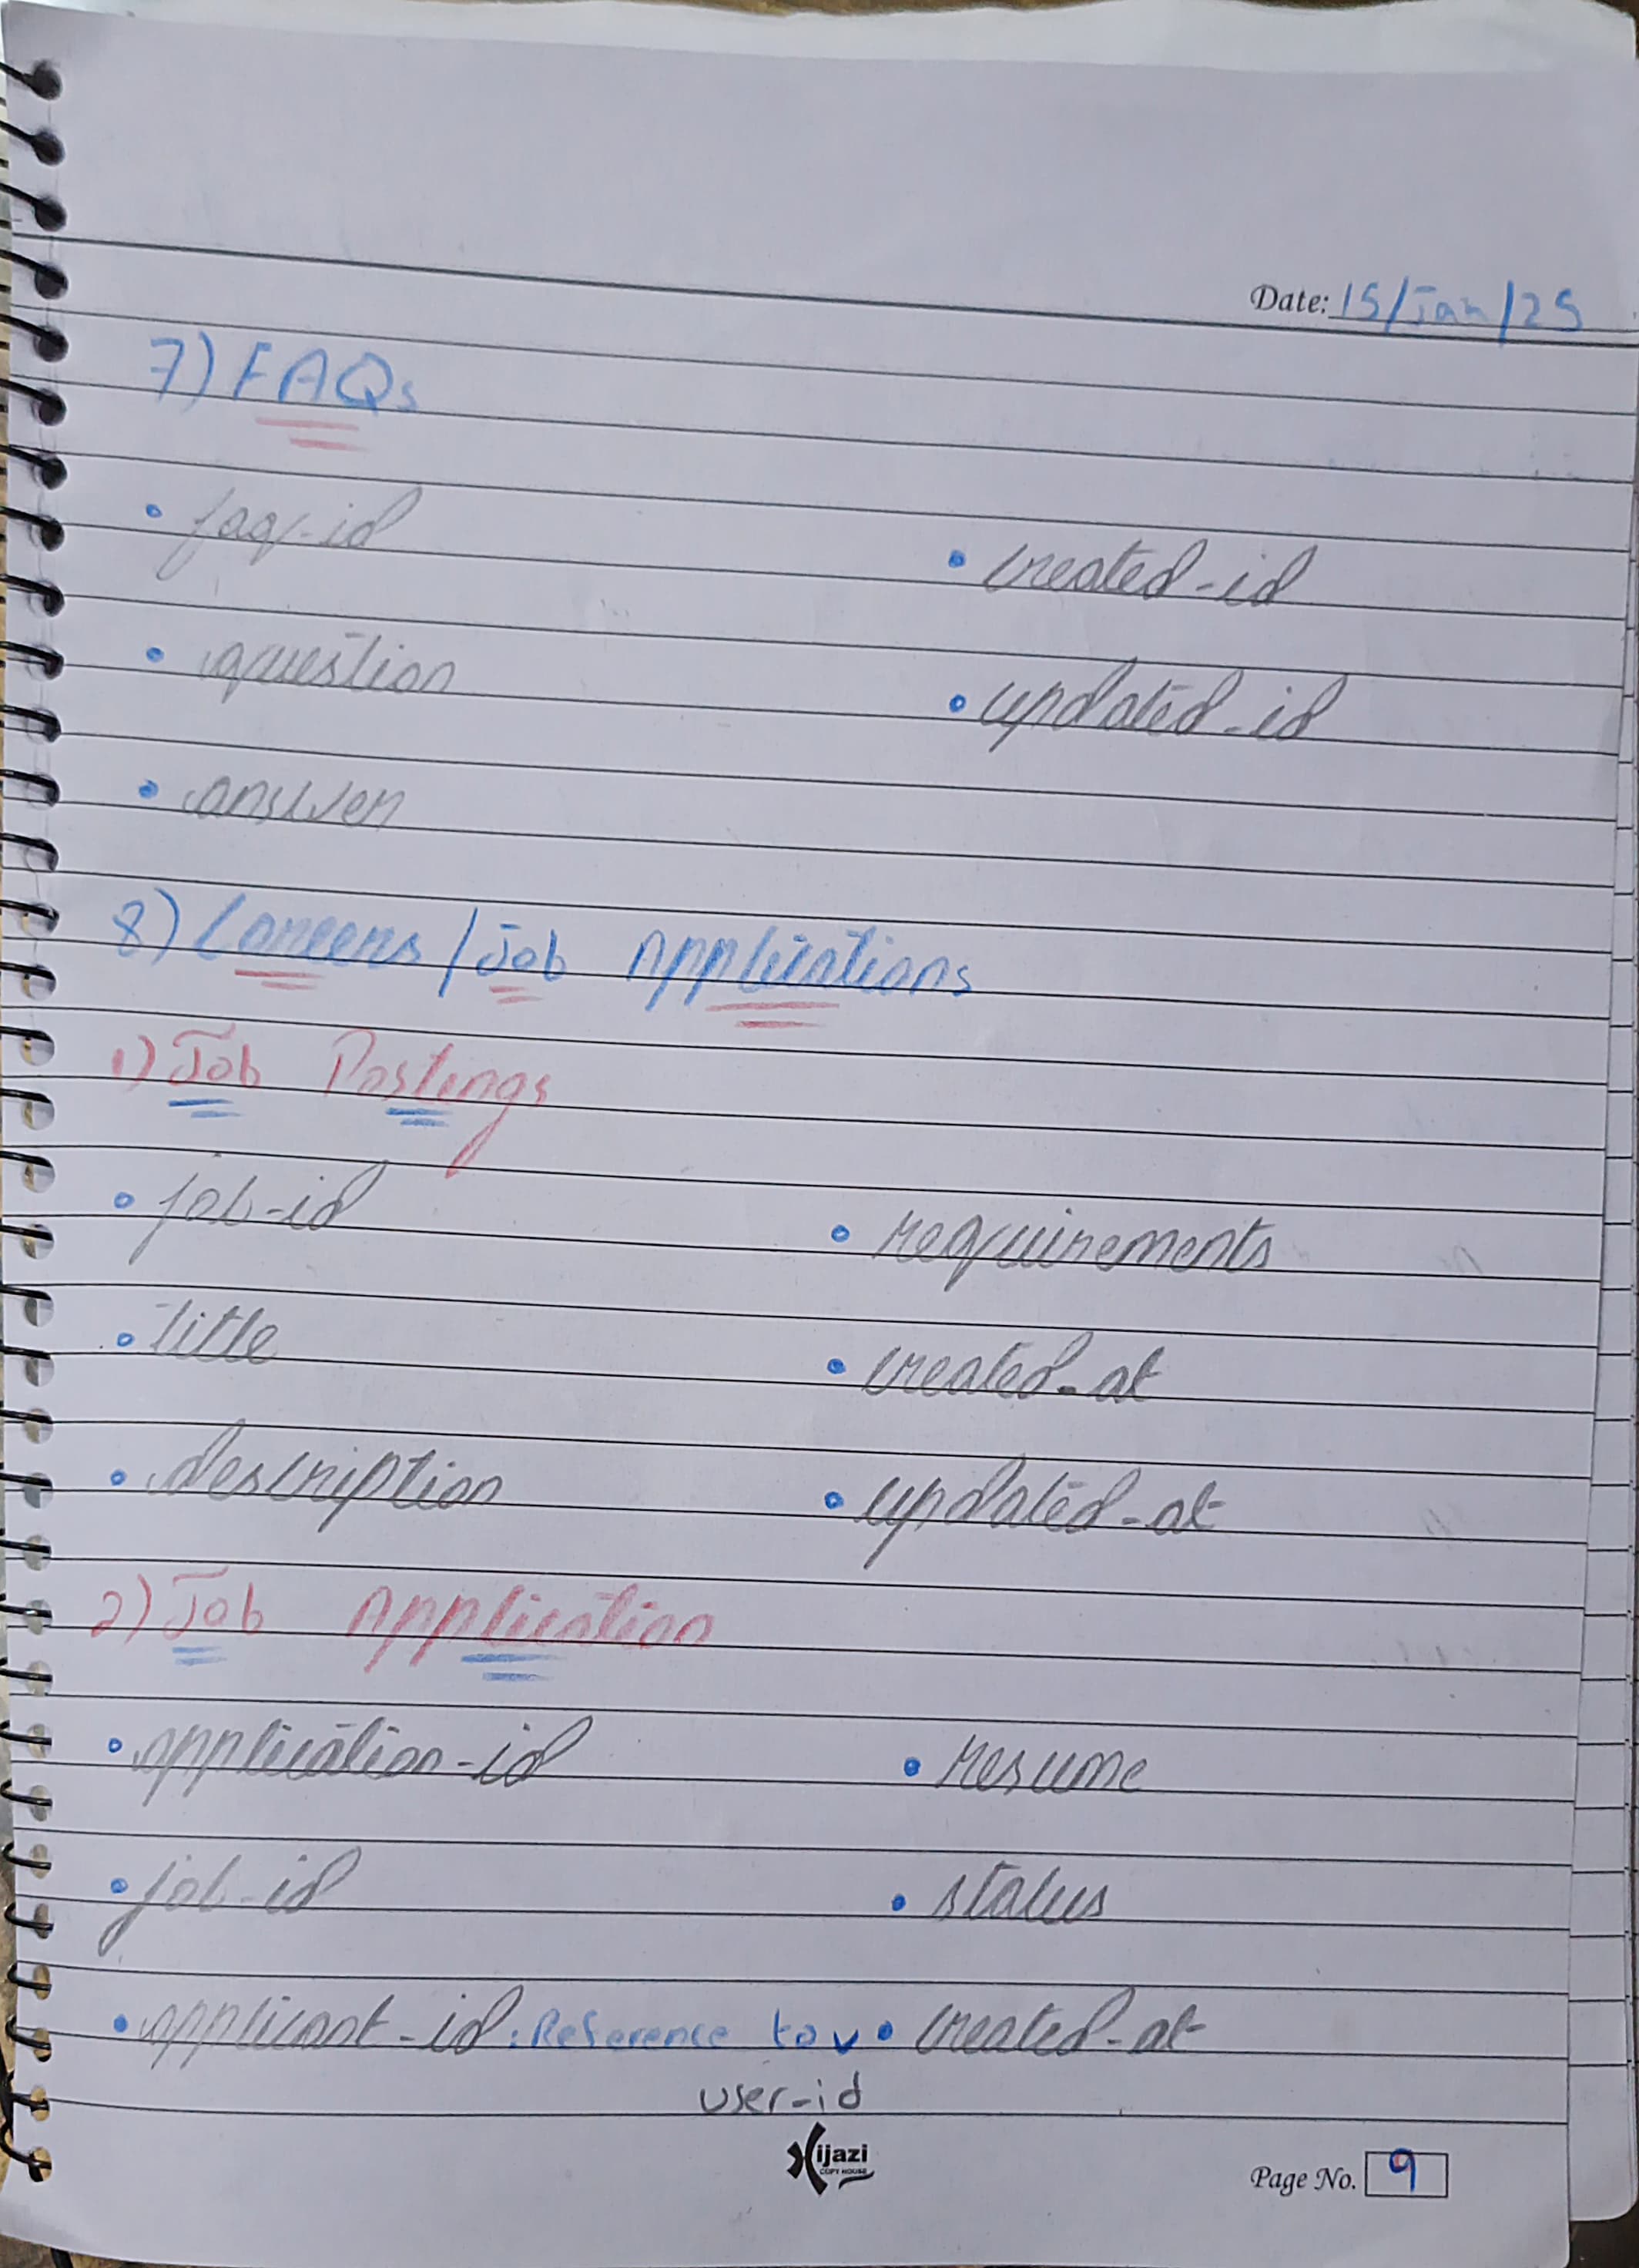 Date: 15/Jan/25
7) FAQs
• faq-id
• created-id
• question
• updated-id
• answer
8) Careers/Job Applications
1) Job Postings
• job-id
• requirements
• title
• created-at
• description
• updated-at
2) Job Application
• application-id
• resume
• job-id
• status
• applicant-id: Reference to
• created-at
user-id
Hijazi
COPY HOUSE
Page No. 9